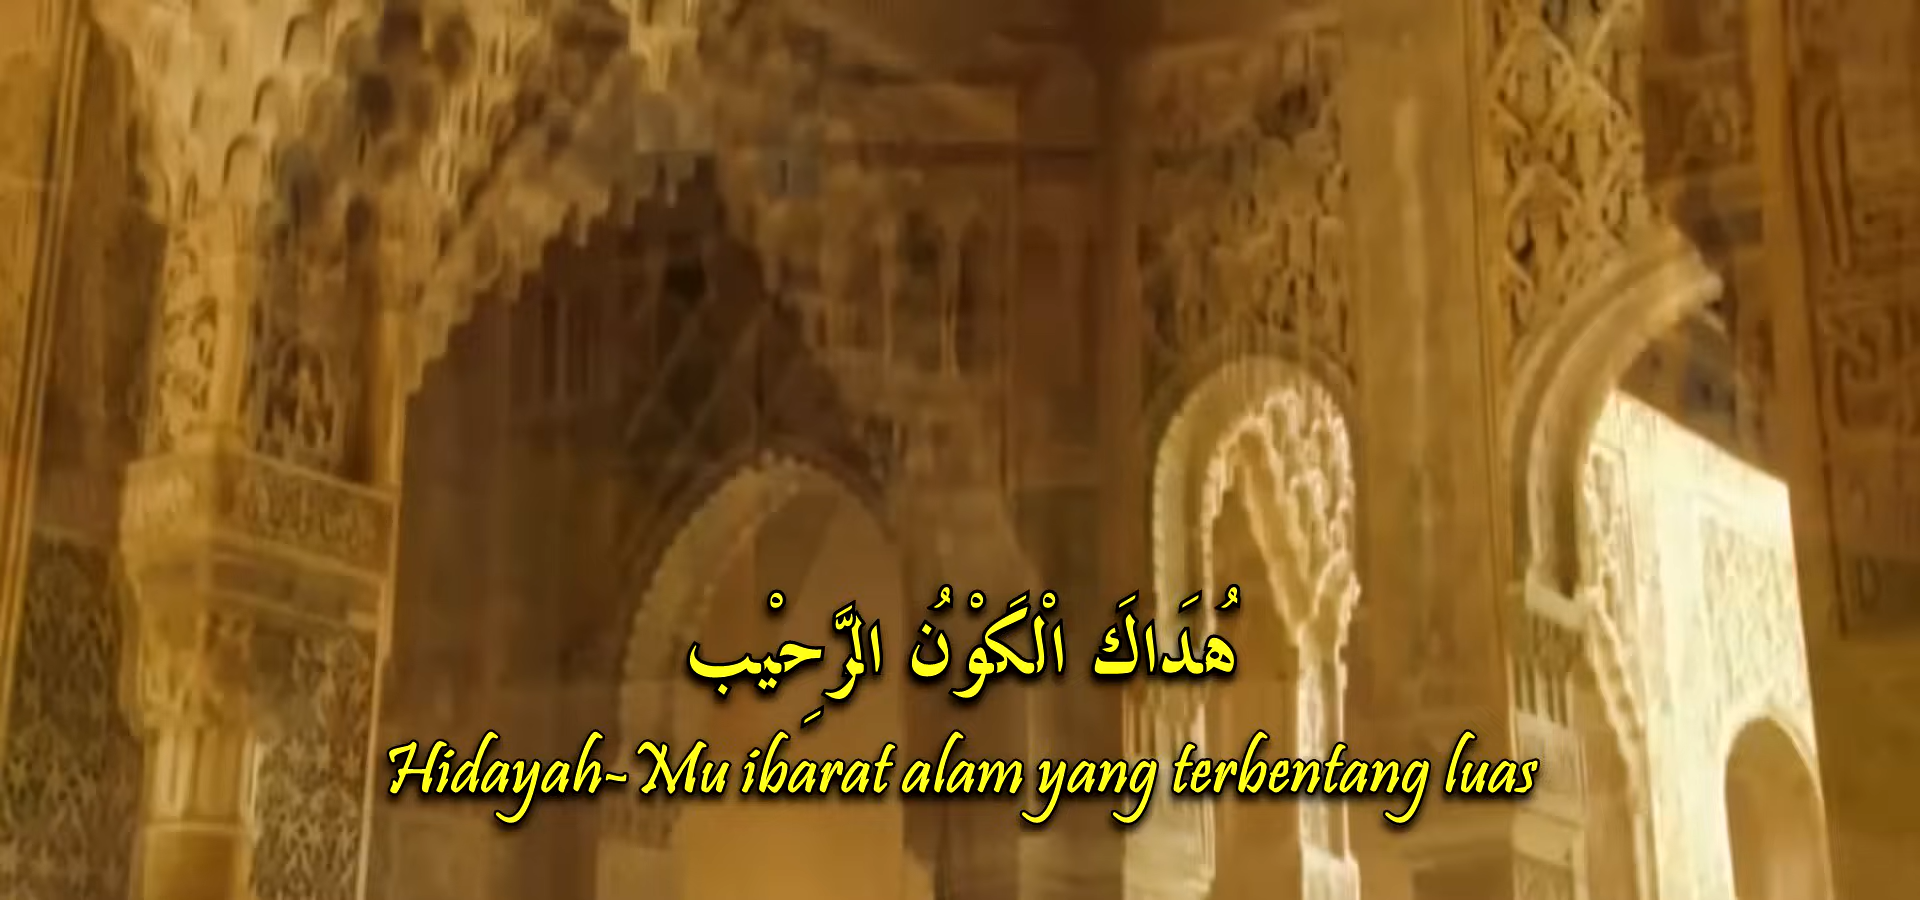 هُدَاكَ الْكَوْنُ الرَّحِيْب
Hidayah-Mu ibarat alam yang terbentang luas